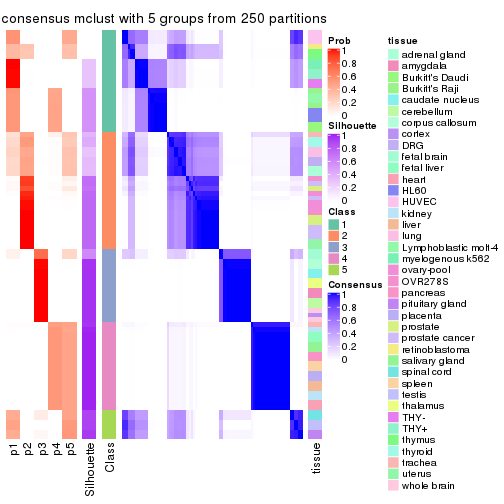 consensus mclust with 5 groups from 250 partitions
p1
p2
p3
p4
p5
Silhouette
Class
tissue
Prob
1
0.8
0.6
0.4
0.2
0
Silhouette
1
0.8
0.6
0.4
0.2
0
Class
1
2
3
4
5
Consensus
1
0.8
0.6
0.4
0.2
0
tissue
adrenal gland
amygdala
Burkitt's Daudi
Burkitt's Raji
caudate nucleus
cerebellum
corpus callosum
cortex
DRG
fetal brain
fetal liver
heart
HL60
HUVEC
kidney
liver
lung
Lymphoblastic molt-4
myelogenous k562
ovary-pool
OVR278S
pancreas
pituitary gland
placenta
prostate
prostate cancer
retinoblastoma
salivary gland
spinal cord
spleen
testis
thalamus
THY-
THY+
thymus
thyroid
trachea
uterus
whole brain